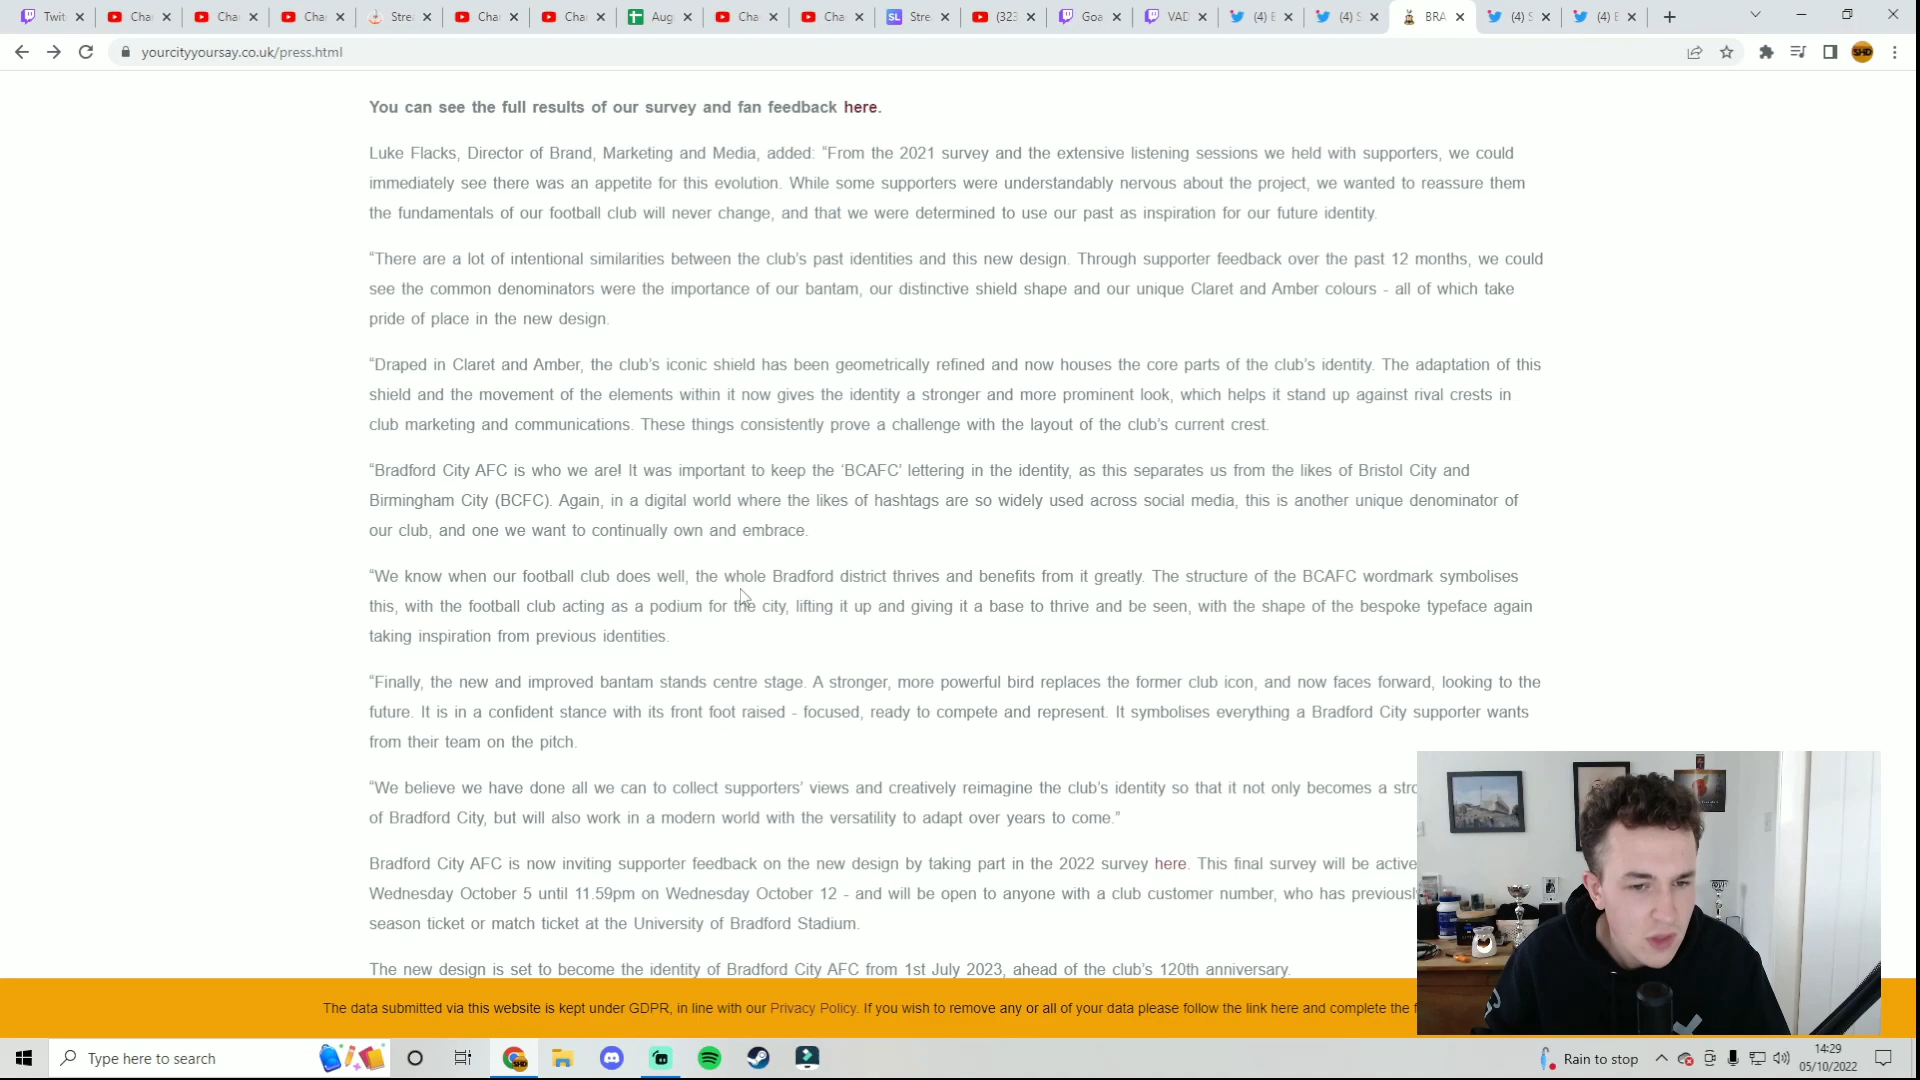 Twit
Cha
Cha
Cha
Stre
Cha
Cha
Aug
Cha
Cha
SL
Stre
(323
Goa
VAD
(4) E
(4) S
BRA
(4) S
(4) E
yourcityyoursay.co.uk/press.html
SHD
You can see the full results of our survey and fan feedback here.
Luke Flacks, Director of Brand, Marketing and Media, added: “From the 2021 survey and the extensive listening sessions we held with supporters, we could
immediately see there was an appetite for this evolution. While some supporters were understandably nervous about the project, we wanted to reassure them
the fundamentals of our football club will never change, and that we were determined to use our past as inspiration for our future identity.
“There are a lot of intentional similarities between the club’s past identities and this new design. Through supporter feedback over the past 12 months, we could
see the common denominators were the importance of our bantam, our distinctive shield shape and our unique Claret and Amber colours - all of which take
pride of place in the new design.
“Draped in Claret and Amber, the club’s iconic shield has been geometrically refined and now houses the core parts of the club’s identity. The adaptation of this
shield and the movement of the elements within it now gives the identity a stronger and more prominent look, which helps it stand up against rival crests in
club marketing and communications. These things consistently prove a challenge with the layout of the club’s current crest.
“Bradford City AFC is who we are! It was important to keep the ‘BCAFC’ lettering in the identity, as this separates us from the likes of Bristol City and
Birmingham City (BCFC). Again, in a digital world where the likes of hashtags are so widely used across social media, this is another unique denominator of
our club, and one we want to continually own and embrace.
“We know when our football club does well, the whole Bradford district thrives and benefits from it greatly. The structure of the BCAFC wordmark symbolises
this, with the football club acting as a podium for the city, lifting it up and giving it a base to thrive and be seen, with the shape of the bespoke typeface again
taking inspiration from previous identities.
“Finally, the new and improved bantam stands centre stage. A stronger, more powerful bird replaces the former club icon, and now faces forward, looking to the
future. It is in a confident stance with its front foot raised - focused, ready to compete and represent. It symbolises everything a Bradford City supporter wants
from their team on the pitch.
“We believe we have done all we can to collect supporters’ views and creatively reimagine the club’s identity so that it not only becomes a stro
of Bradford City, but will also work in a modern world with the versatility to adapt over years to come.”
Bradford City AFC is now inviting supporter feedback on the new design by taking part in the 2022 survey here. This final survey will be active
Wednesday October 5 until 11.59pm on Wednesday October 12 - and will be open to anyone with a club customer number, who has previously
season ticket or match ticket at the University of Bradford Stadium.
The new design is set to become the identity of Bradford City AFC from 1st July 2023, ahead of the club’s 120th anniversary.
The data submitted via this website is kept under GDPR, in line with our Privacy Policy. If you wish to remove any or all of your data please follow the link here and complete the f
Type here to search
Rain to stop
14:29
05/10/2022